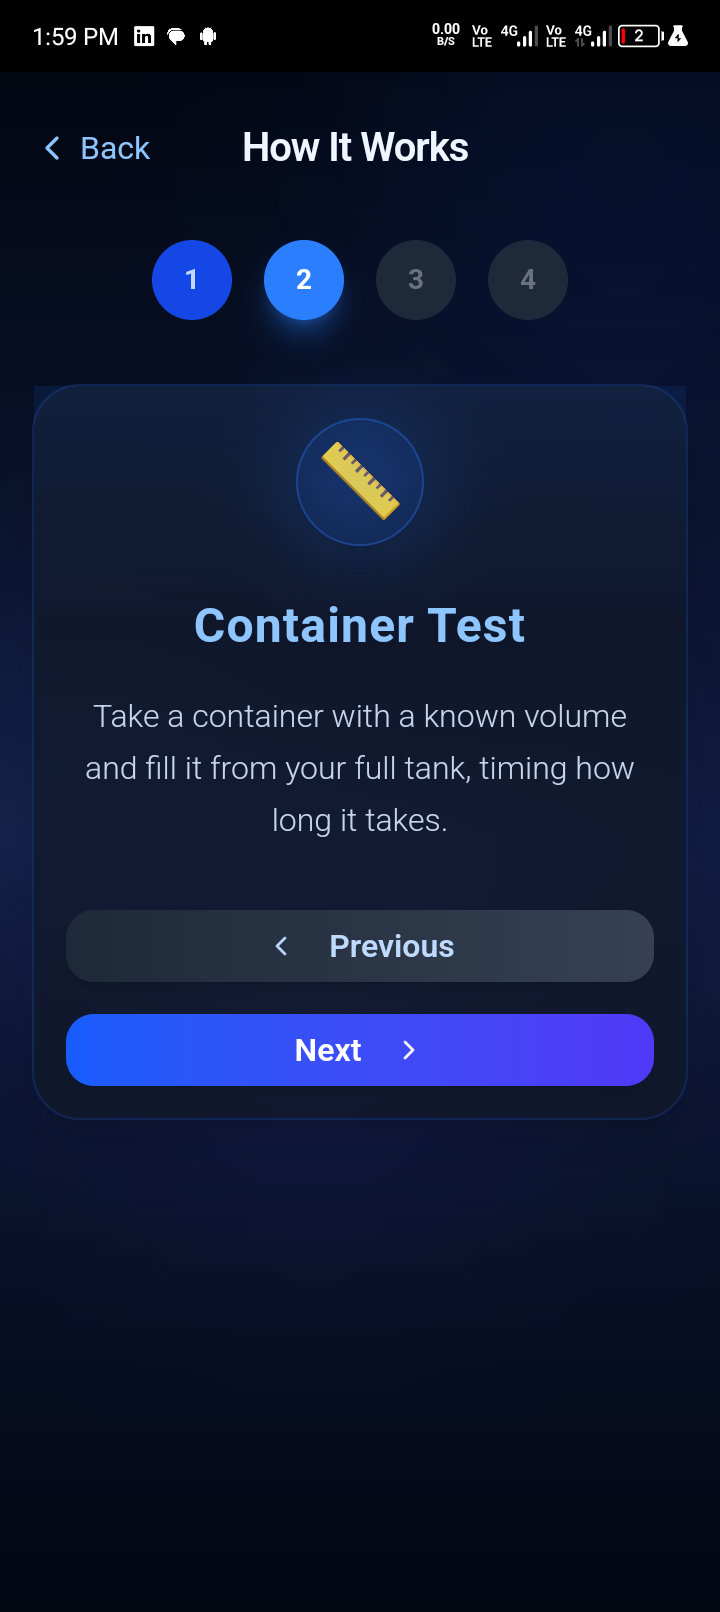 1:59 PM in 0.00 B/S Vo LTE 4G Vo LTE 4G 2
Back How It Works
1 2 3 4
Container Test
Take a container with a known volume
and fill it from your full tank, timing how
long it takes.
Previous
Next